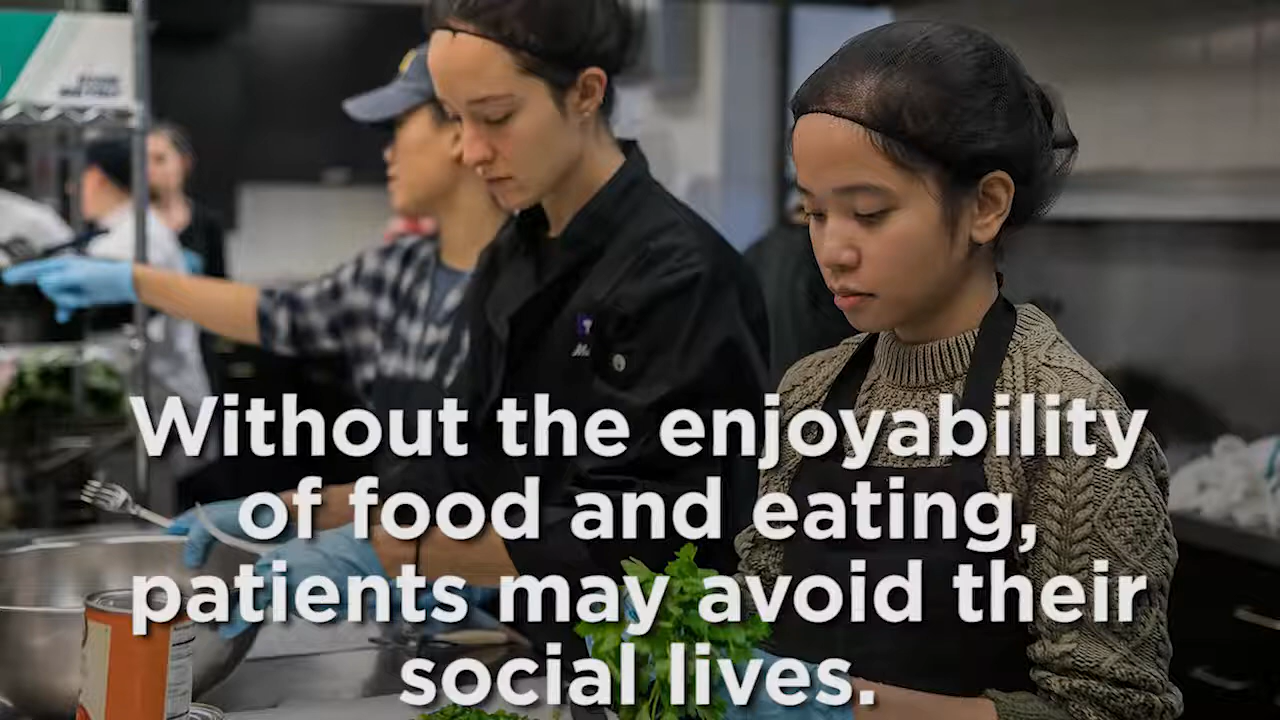 Without the enjoyability
of food and eating,
patients may avoid their
social lives.